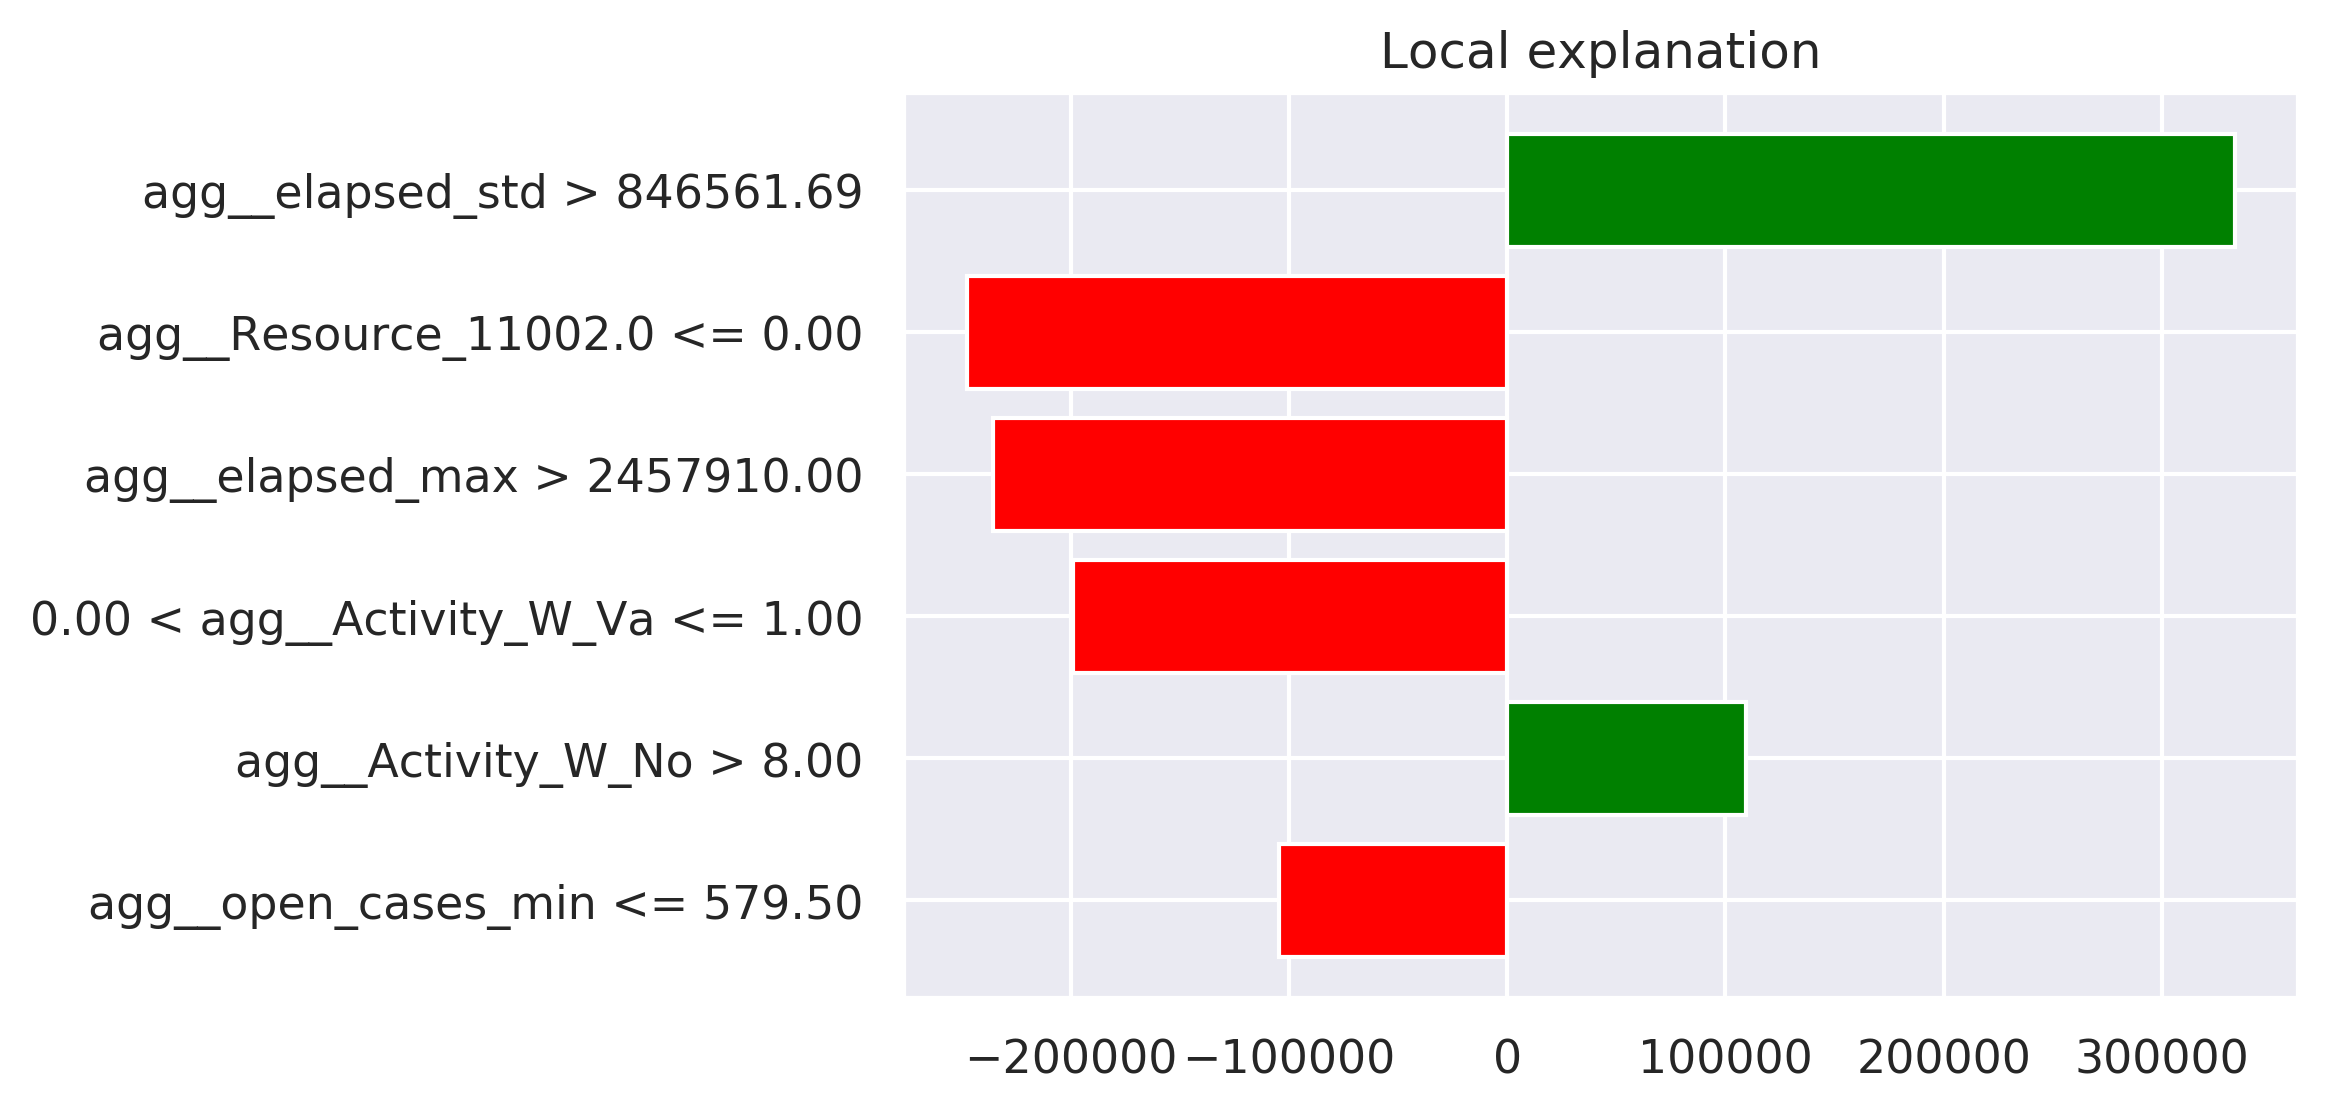 Local explanation
agg__elapsed_std > 846561.69
agg__Resource_11002.0 <= 0.00
agg__elapsed_max > 2457910.00
0.00 < agg__Activity_W_Va <= 1.00
agg__Activity_W_No > 8.00
agg__open_cases_min <= 579.50
−200000 −100000 0 100000 200000 300000